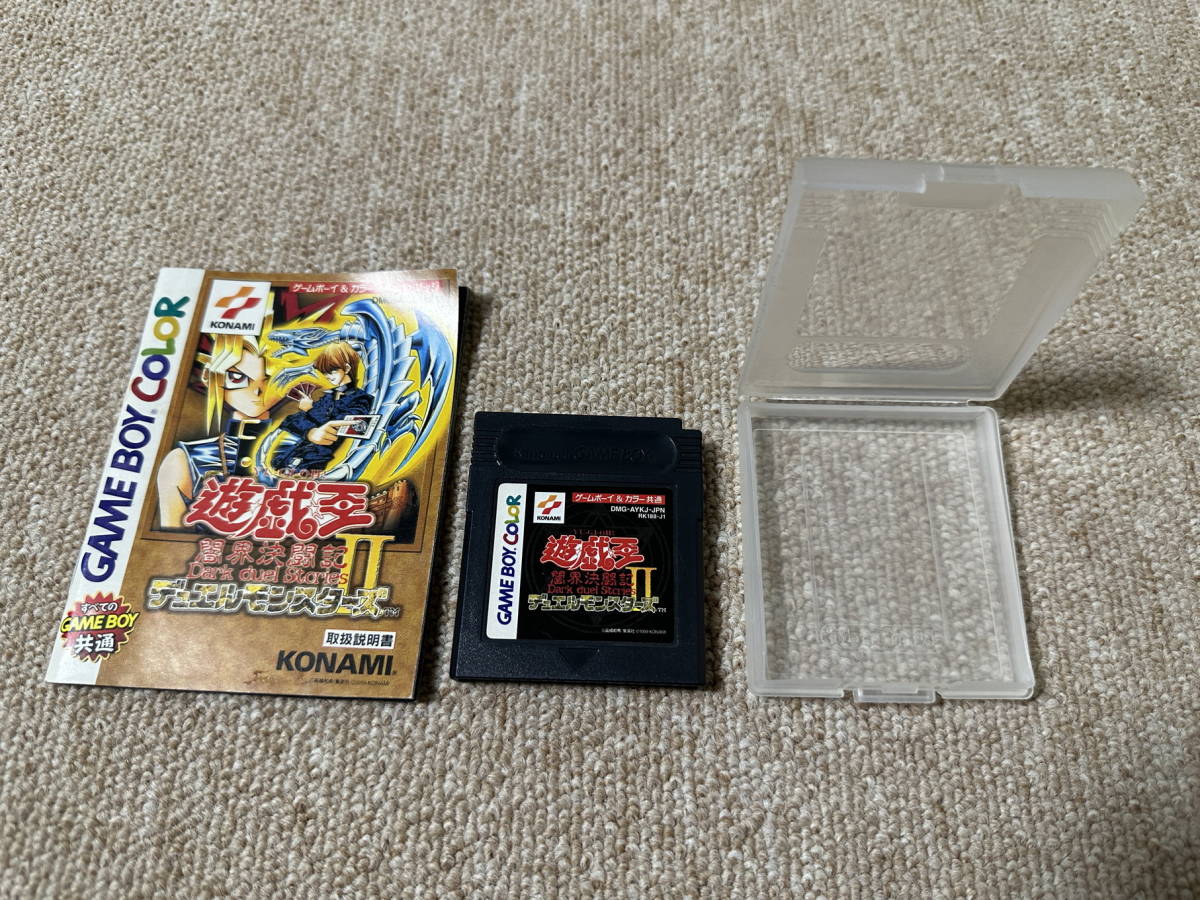 GAME BOY COLOR
KONAMI
ゲームボーイ & カラー
遊戯王
闇界決闘記
Dark duel Stories
II
デュエルモンスターズ
TM
すべての
GAME BOY
共通
取扱説明書
KONAMI
GAME BOY COLOR
KONAMI
ゲームボーイ & カラー共通
DMG-AYKJ-JPN
RK188-J1
遊戯王
闇界決闘記
Dark duel Stories
II
デュエルモンスターズ
TM